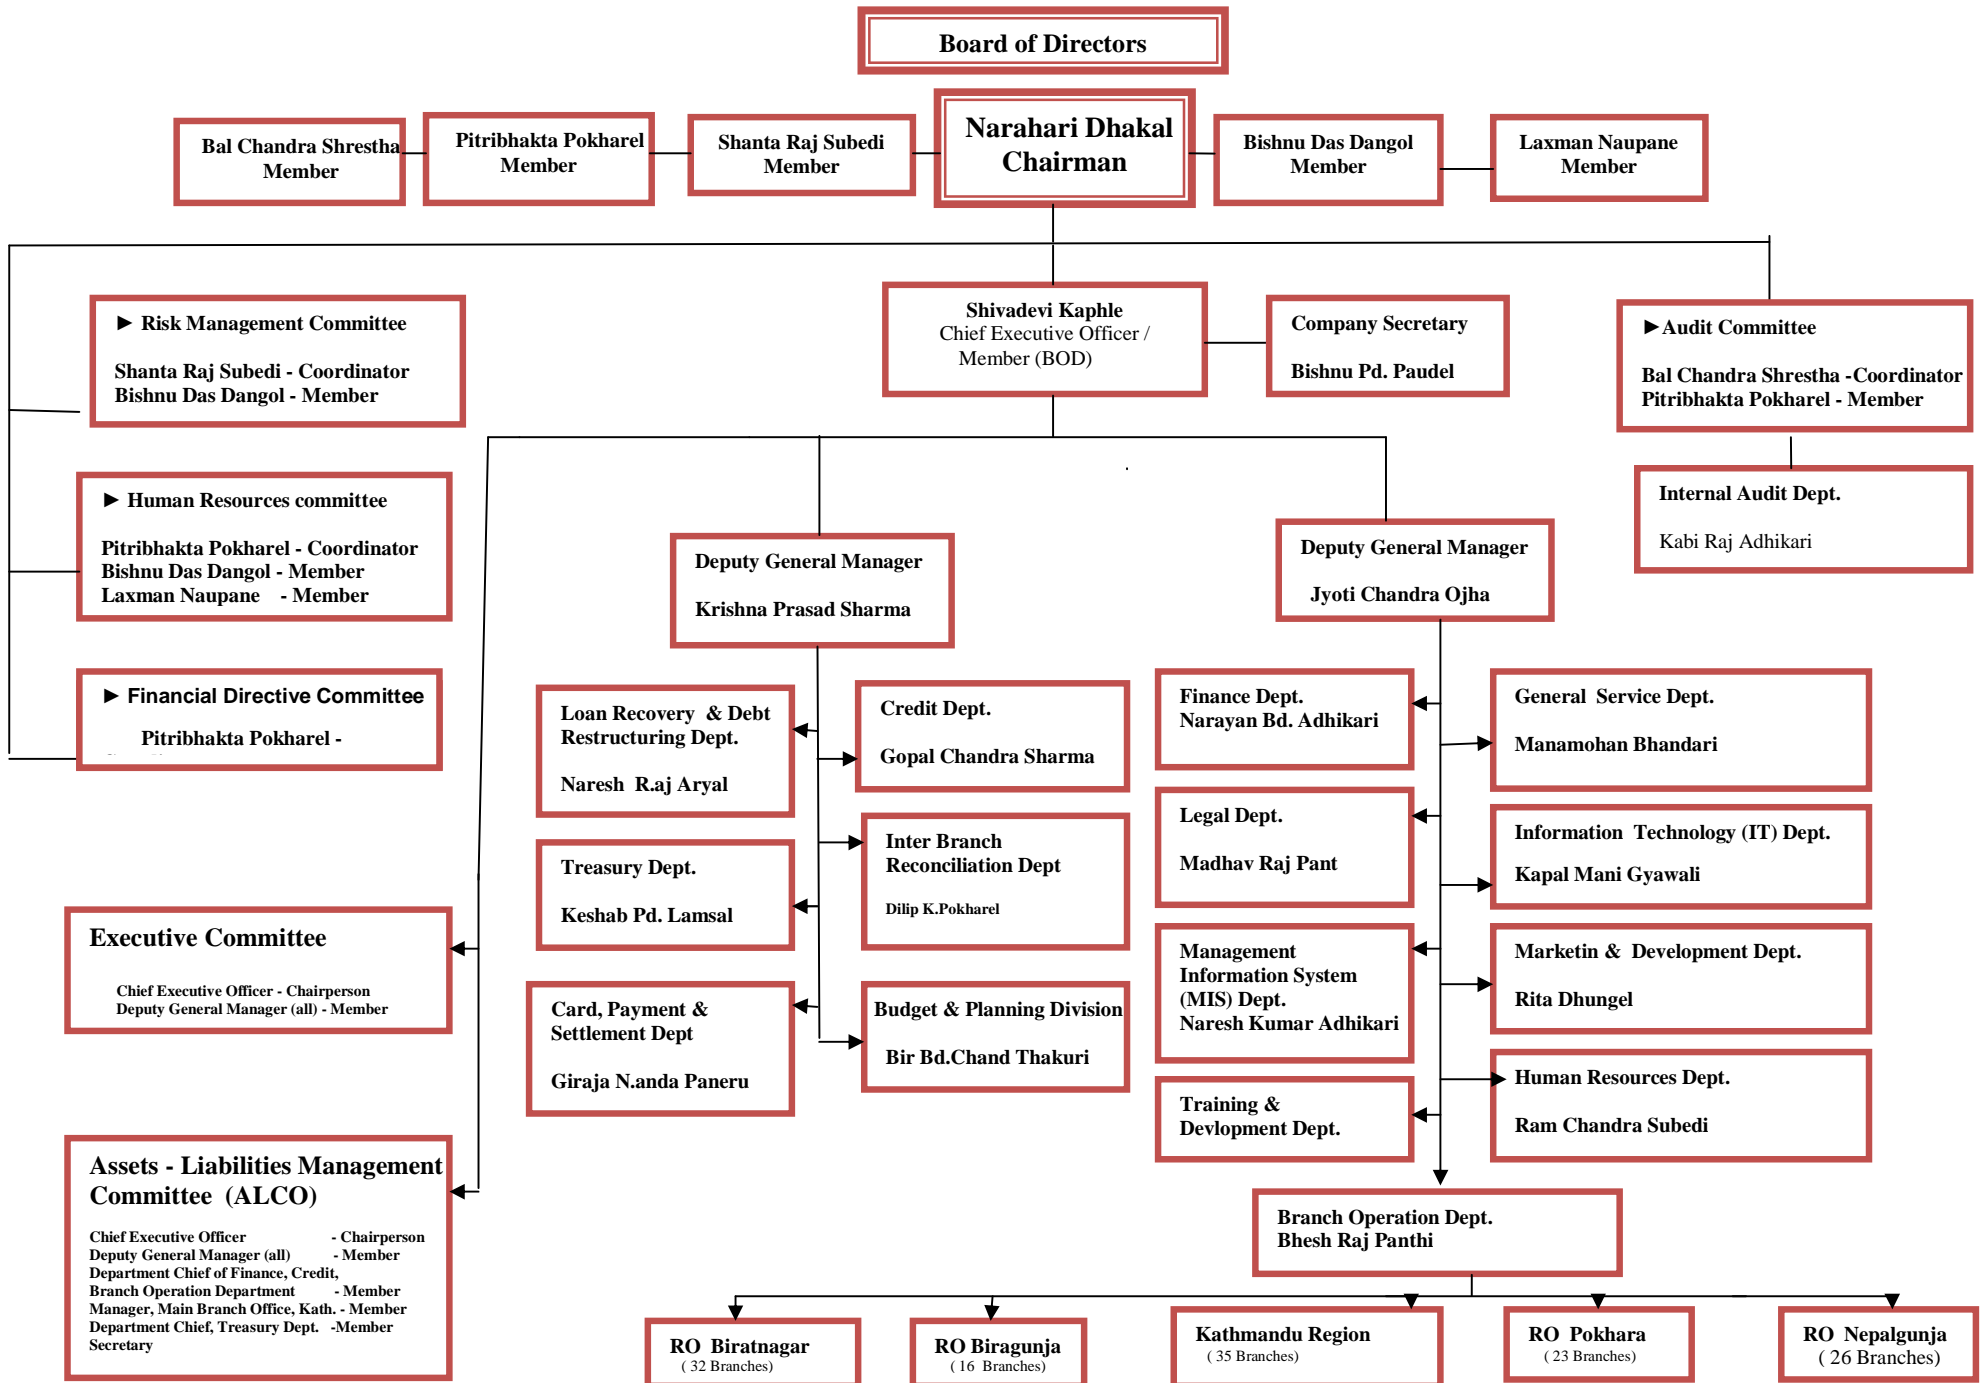 Board of Directors
Bal Chandra Shrestha
Member
Pitribhakta Pokharel
Member
Shanta Raj Subedi
Member
Narahari Dhakal
Chairman
Bishnu Das Dangol
Member
Laxman Naupane
Member
► Risk Management Committee
Shanta Raj Subedi - Coordinator
Bishnu Das Dangol - Member
Shivadevi Kaphle
Chief Executive Officer /
Member (BOD)
Company Secretary
Bishnu Pd. Paudel
►Audit Committee
Bal Chandra Shrestha -Coordinator
Pitribhakta Pokharel - Member
Internal Audit Dept.
Kabi Raj Adhikari
► Human Resources committee
Pitribhakta Pokharel - Coordinator
Bishnu Das Dangol - Member
Laxman Naupane - Member
► Financial Directive Committee
Pitribhakta Pokharel -
Deputy General Manager
Krishna Prasad Sharma
Deputy General Manager
Jyoti Chandra Ojha
Loan Recovery & Debt
Restructuring Dept.
Naresh R.aj Aryal
Credit Dept.
Gopal Chandra Sharma
Treasury Dept.
Keshab Pd. Lamsal
Inter Branch
Reconciliation Dept
Dilip K.Pokharel
Card, Payment &
Settlement Dept
Giraja N.anda Paneru
Budget & Planning Division
Bir Bd.Chand Thakuri
Finance Dept.
Narayan Bd. Adhikari
General Service Dept.
Manamohan Bhandari
Legal Dept.
Madhav Raj Pant
Information Technology (IT) Dept.
Kapal Mani Gyawali
Management
Information System
(MIS) Dept.
Naresh Kumar Adhikari
Marketin & Development Dept.
Rita Dhungel
Training &
Devlopment Dept.
Human Resources Dept.
Ram Chandra Subedi
Executive Committee
Chief Executive Officer - Chairperson
Deputy General Manager (all) - Member
Assets - Liabilities Management
Committee (ALCO)
Chief Executive Officer - Chairperson
Deputy General Manager (all) - Member
Department Chief of Finance, Credit,
Branch Operation Department - Member
Manager, Main Branch Office, Kath. - Member
Department Chief, Treasury Dept. -Member
Secretary
Branch Operation Dept.
Bhesh Raj Panthi
RO Biratnagar
( 32 Branches)
RO Biragunja
( 16 Branches)
Kathmandu Region
( 35 Branches)
RO Pokhara
( 23 Branches)
RO Nepalgunja
( 26 Branches)